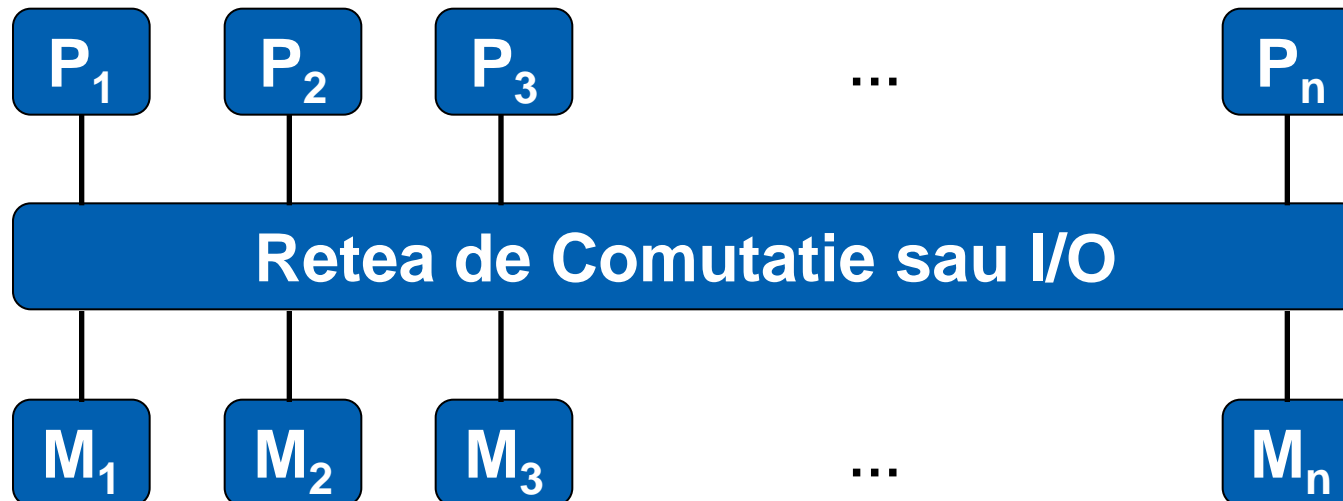 P₁ P₂ P₃ ... Pₙ
Retea de Comutatie sau I/O
M₁ M₂ M₃ ... Mₙ